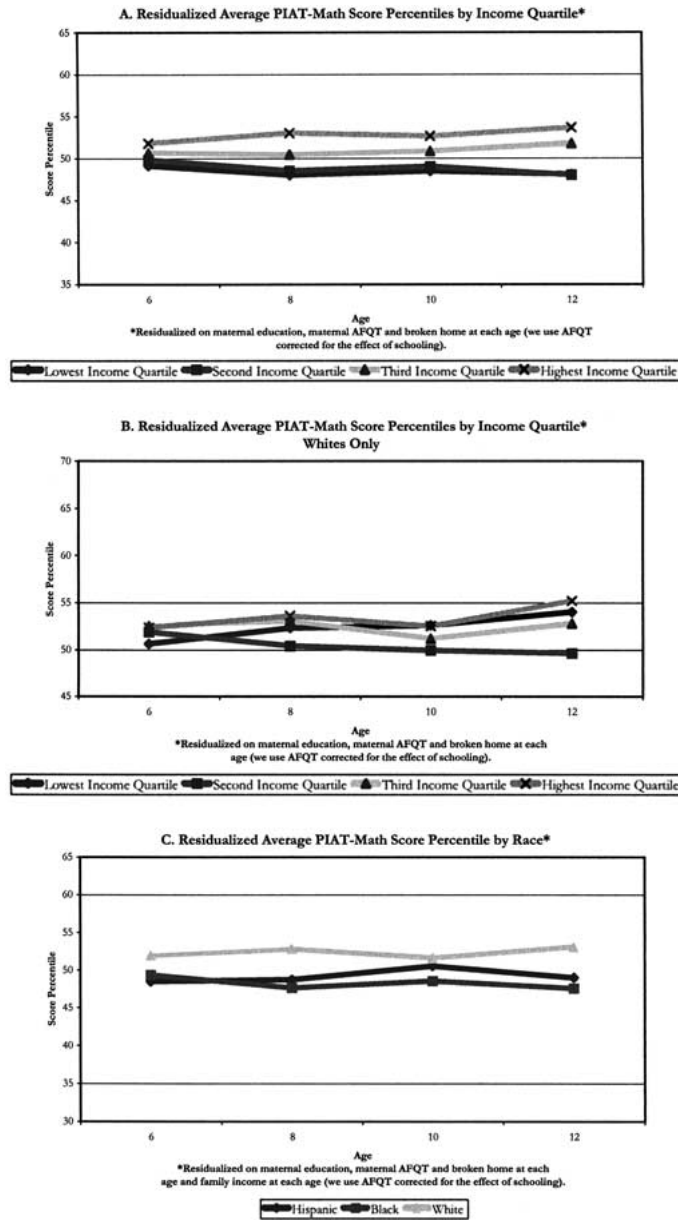 A. Residualized Average PIAT-Math Score Percentiles by Income Quartile*
65
60
55
50
45
40
35
Score Percentile
6 8 10 12
Age
*Residualized on maternal education, maternal AFQT and broken home at each age (we use AFQT
corrected for the effect of schooling).
Lowest Income Quartile Second Income Quartile Third Income Quartile Highest Income Quartile
B. Residualized Average PIAT-Math Score Percentiles by Income Quartile*
Whites Only
70
65
60
55
50
45
Score Percentile
6 8 10 12
Age
*Residualized on maternal education, maternal AFQT and broken home at each
age (we use AFQT corrected for the effect of schooling).
Lowest Income Quartile Second Income Quartile Third Income Quartile Highest Income Quartile
C. Residualized Average PIAT-Math Score Percentile by Race*
65
60
55
50
45
40
35
30
Score Percentile
6 8 10 12
Age
*Residualized on maternal education, maternal AFQT and broken home at each
age and family income at each age (we use AFQT corrected for the effect of schooling).
Hispanic Black White